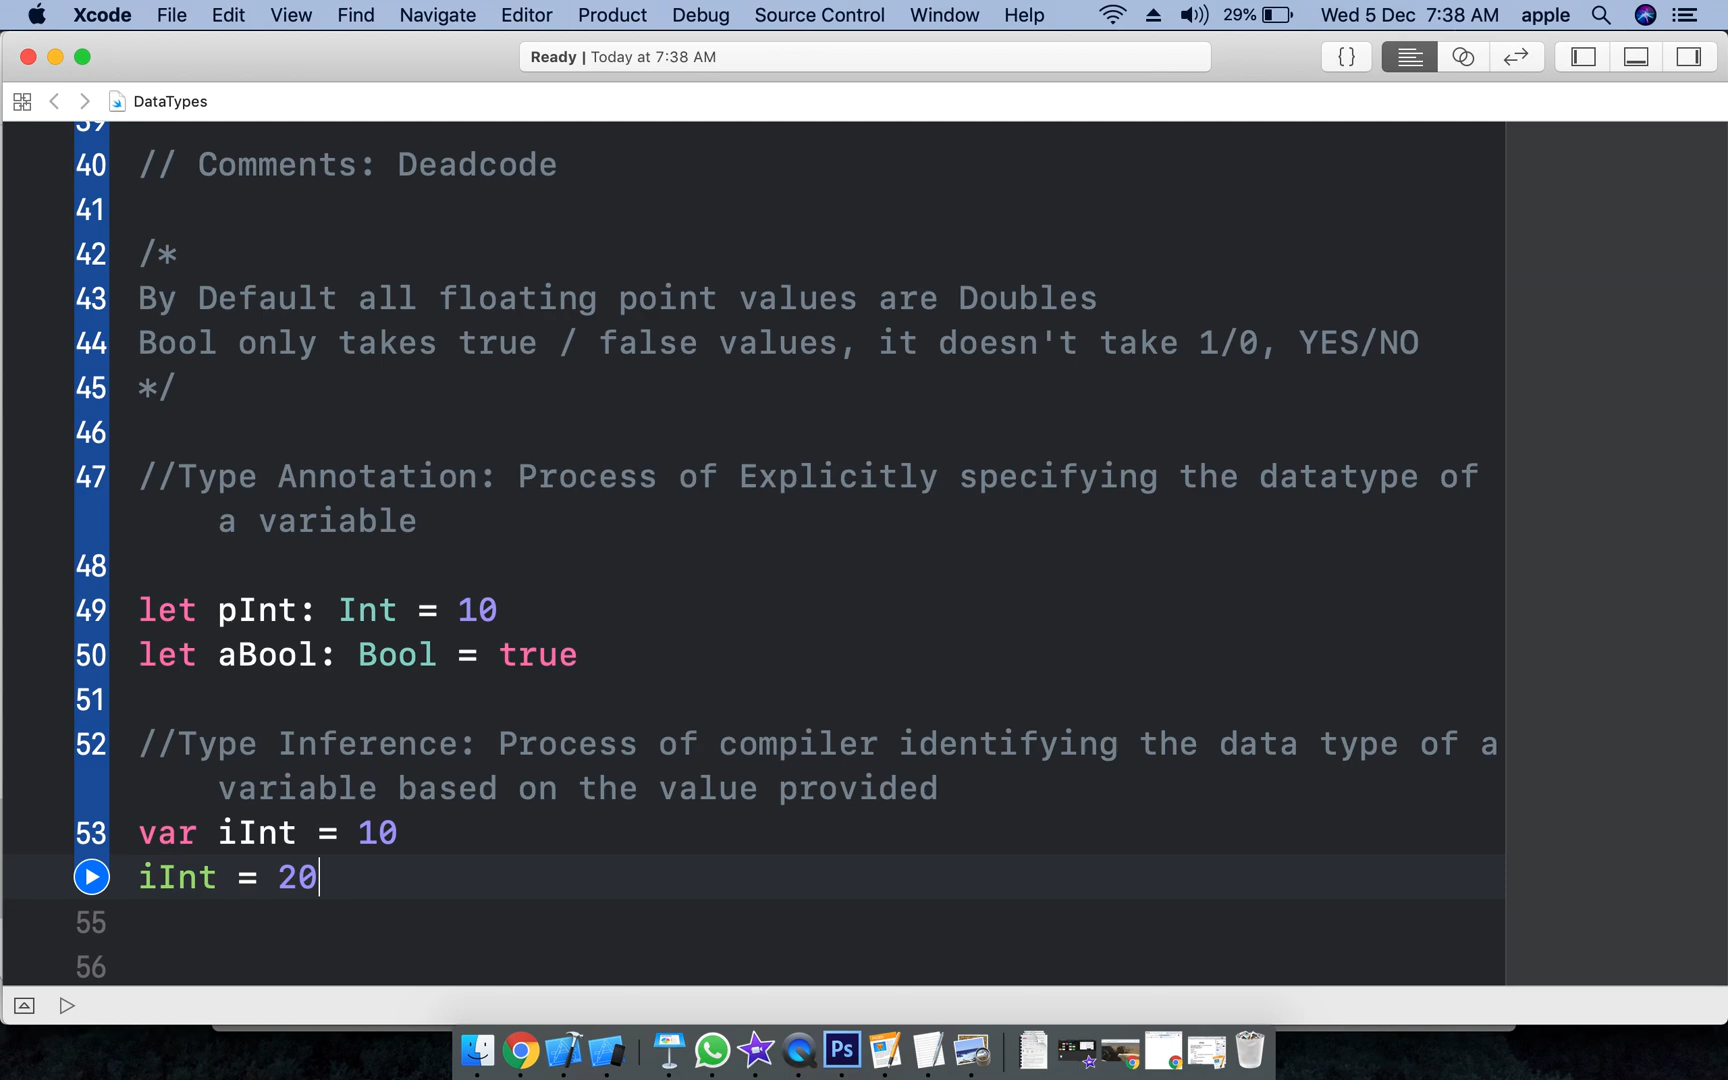 Xcode File Edit View Find Navigate Editor Product Debug Source Control Window Help 29% Wed 5 Dec 7:38 AM apple
Ready | Today at 7:38 AM {}
DataTypes
39
40 // Comments: Deadcode
41
42 /*
43 By Default all floating point values are Doubles
44 Bool only takes true / false values, it doesn't take 1/0, YES/NO
45 */
46
47 //Type Annotation: Process of Explicitly specifying the datatype of
a variable
48
49 let pInt: Int = 10
50 let aBool: Bool = true
51
52 //Type Inference: Process of compiler identifying the data type of a
variable based on the value provided
53 var iInt = 10
iInt = 20
55
56
Ps